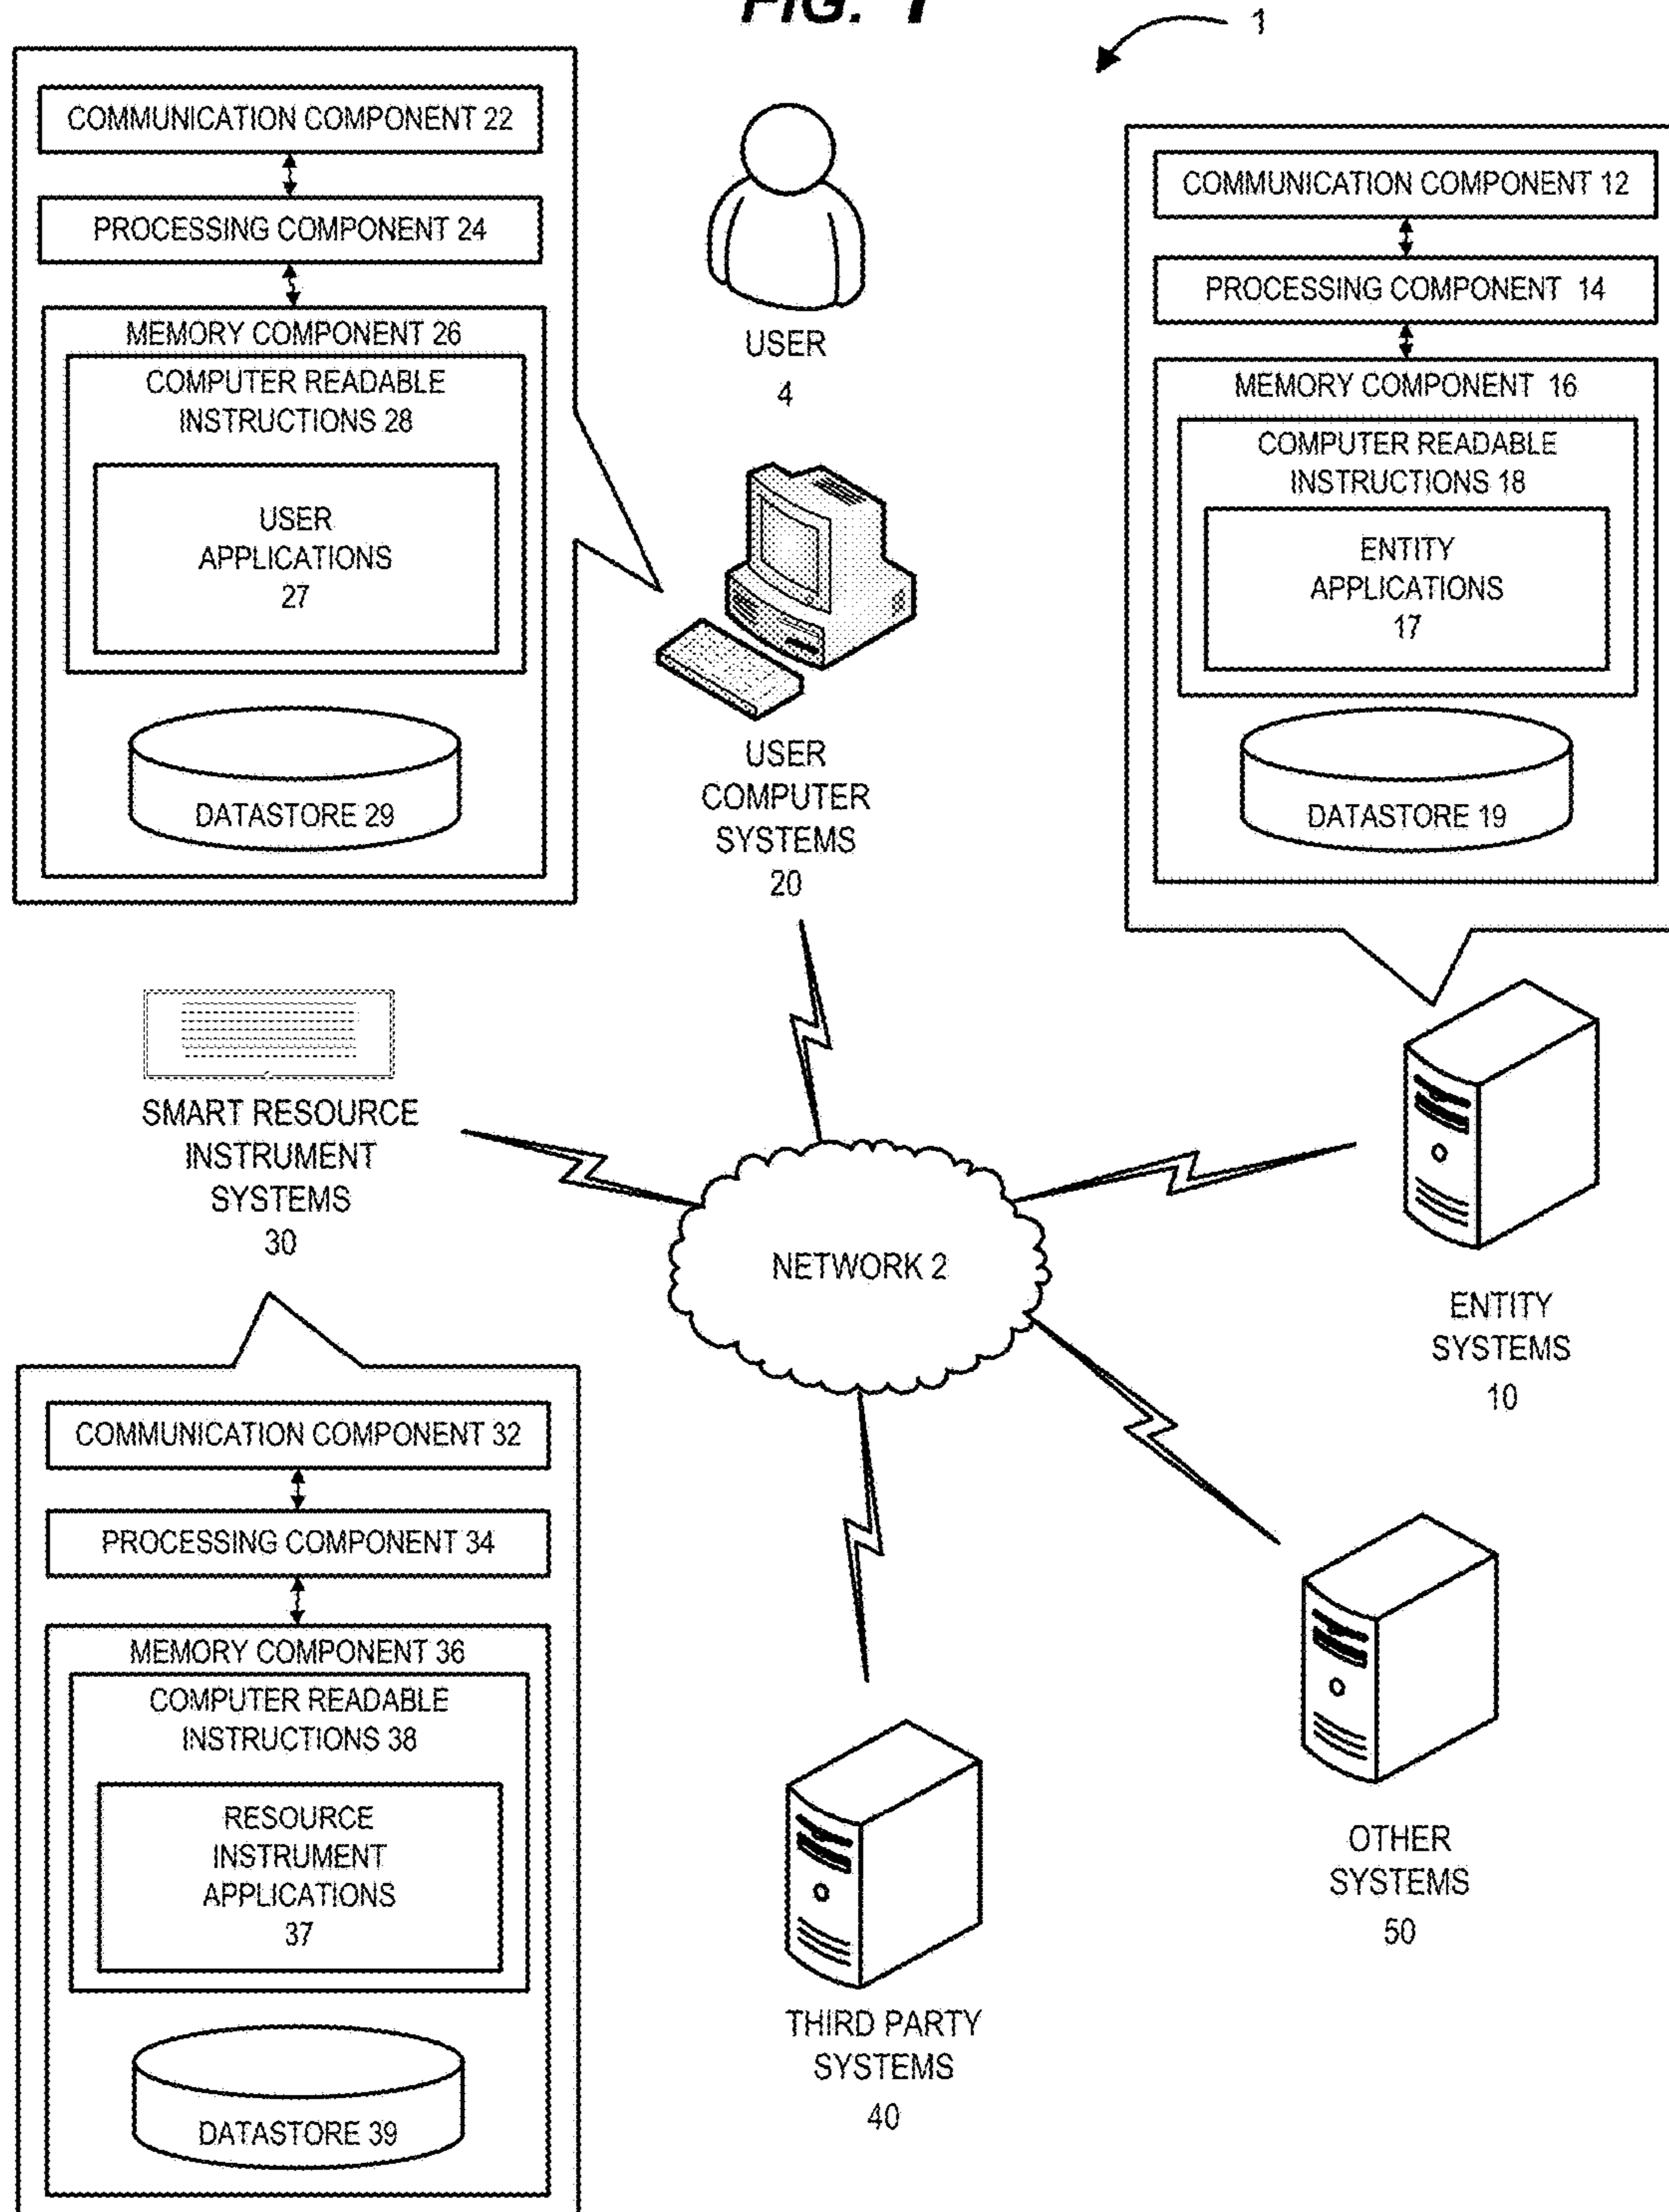 FIG. 1
1
COMMUNICATION COMPONENT 22
PROCESSING COMPONENT 24
MEMORY COMPONENT 26
COMPUTER READABLE
INSTRUCTIONS 28
USER
APPLICATIONS
27
DATASTORE 29
USER
4
USER
COMPUTER
SYSTEMS
20
COMMUNICATION COMPONENT 12
PROCESSING COMPONENT 14
MEMORY COMPONENT 16
COMPUTER READABLE
INSTRUCTIONS 18
ENTITY
APPLICATIONS
17
DATASTORE 19
SMART RESOURCE
INSTRUMENT
SYSTEMS
30
NETWORK 2
ENTITY
SYSTEMS
10
COMMUNICATION COMPONENT 32
PROCESSING COMPONENT 34
MEMORY COMPONENT 36
COMPUTER READABLE
INSTRUCTIONS 38
RESOURCE
INSTRUMENT
APPLICATIONS
37
DATASTORE 39
THIRD PARTY
SYSTEMS
40
OTHER
SYSTEMS
50